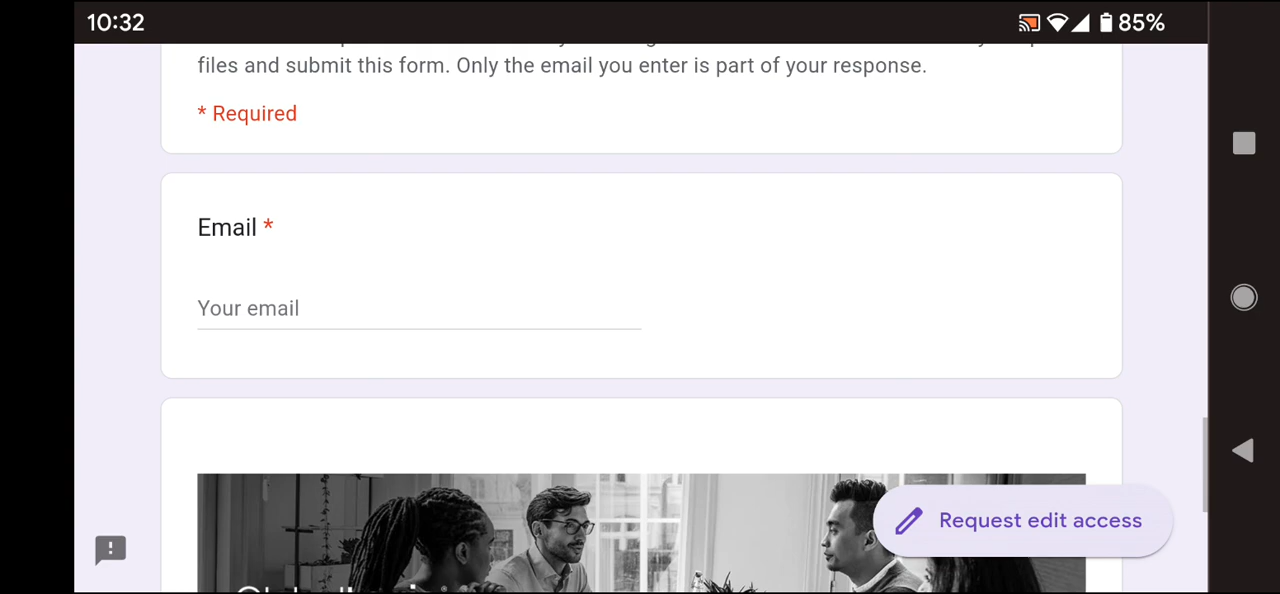 10:32
85%
files and submit this form. Only the email you enter is part of your response.
* Required
Email *
Your email
Request edit access